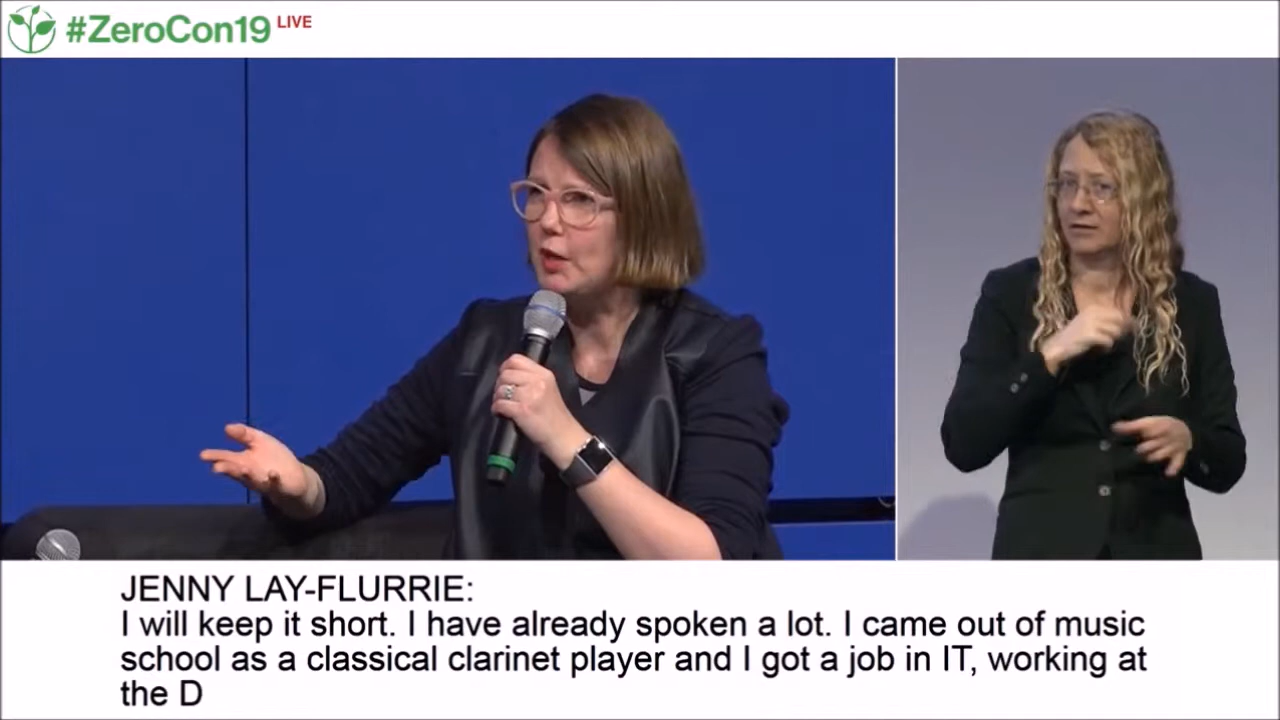 #ZeroCon19 LIVE
JENNY LAY-FLURRIE:
I will keep it short. I have already spoken a lot. I came out of music
school as a classical clarinet player and I got a job in IT, working at
the D